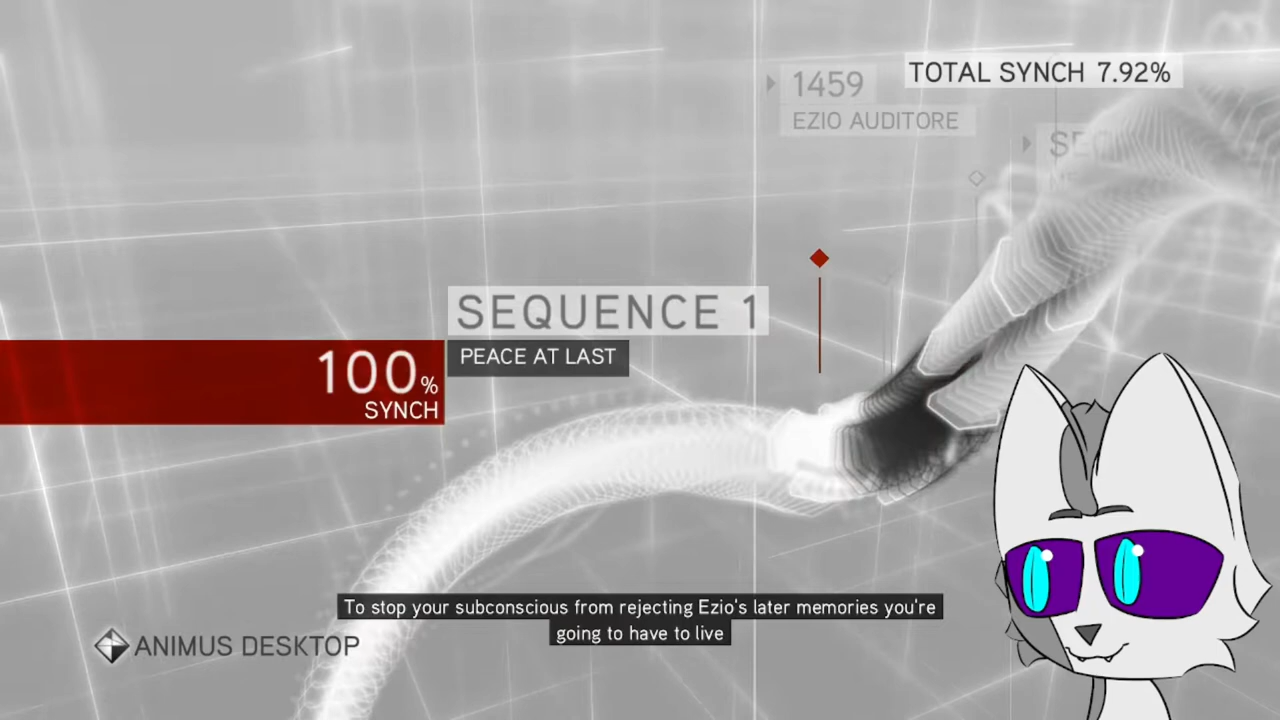 TOTAL SYNCH 7.92%
1459
EZIO AUDITORE
SEQ
SEQUENCE 1
PEACE AT LAST
100%
SYNCH
To stop your subconscious from rejecting Ezio's later memories you're
going to have to live
ANIMUS DESKTOP